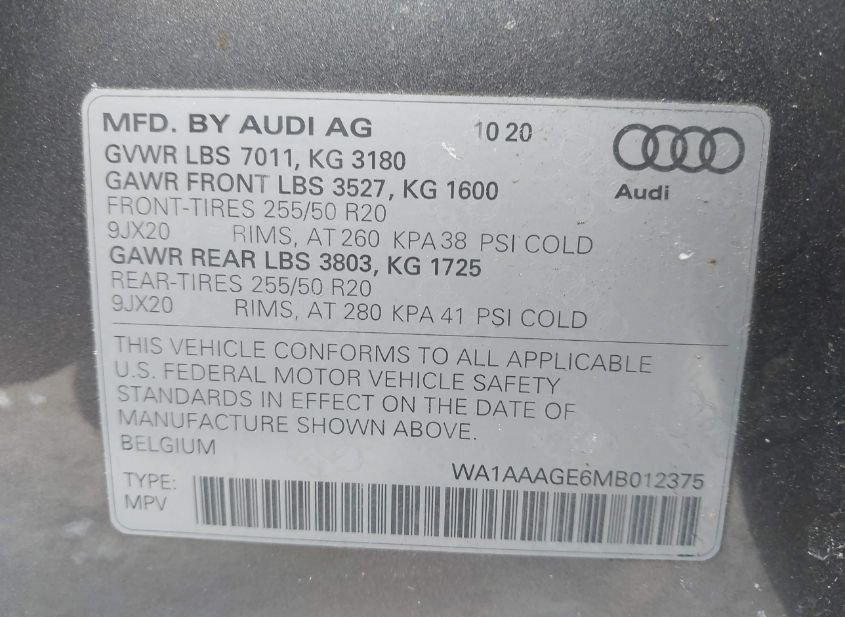 MFD. BY AUDI AG 10 20
GVWR LBS 7011, KG 3180
GAWR FRONT LBS 3527, KG 1600
Audi
FRONT-TIRES 255/50 R20
9JX20 RIMS, AT 260 KPA 38 PSI COLD
GAWR REAR LBS 3803, KG 1725
REAR-TIRES 255/50 R20
9JX20 RIMS, AT 280 KPA 41 PSI COLD
THIS VEHICLE CONFORMS TO ALL APPLICABLE
U.S. FEDERAL MOTOR VEHICLE SAFETY
STANDARDS IN EFFECT ON THE DATE OF
MANUFACTURE SHOWN ABOVE.
BELGIUM
WA1AAAGE6MB012375
TYPE:
MPV